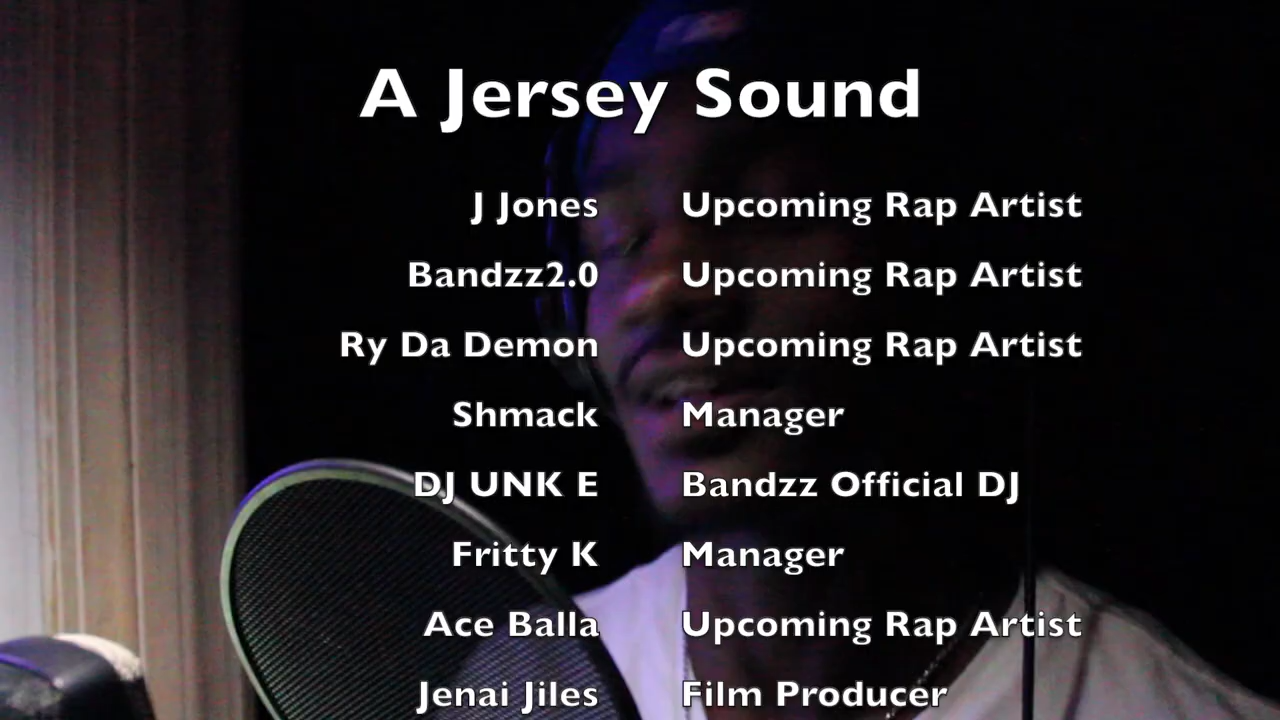 A Jersey Sound
J Jones Upcoming Rap Artist
Bandzz2.0 Upcoming Rap Artist
Ry Da Demon Upcoming Rap Artist
Shmack Manager
DJ UNK E Bandzz Official DJ
Fritty K Manager
Ace Balla Upcoming Rap Artist
Jenai Jiles Film Producer